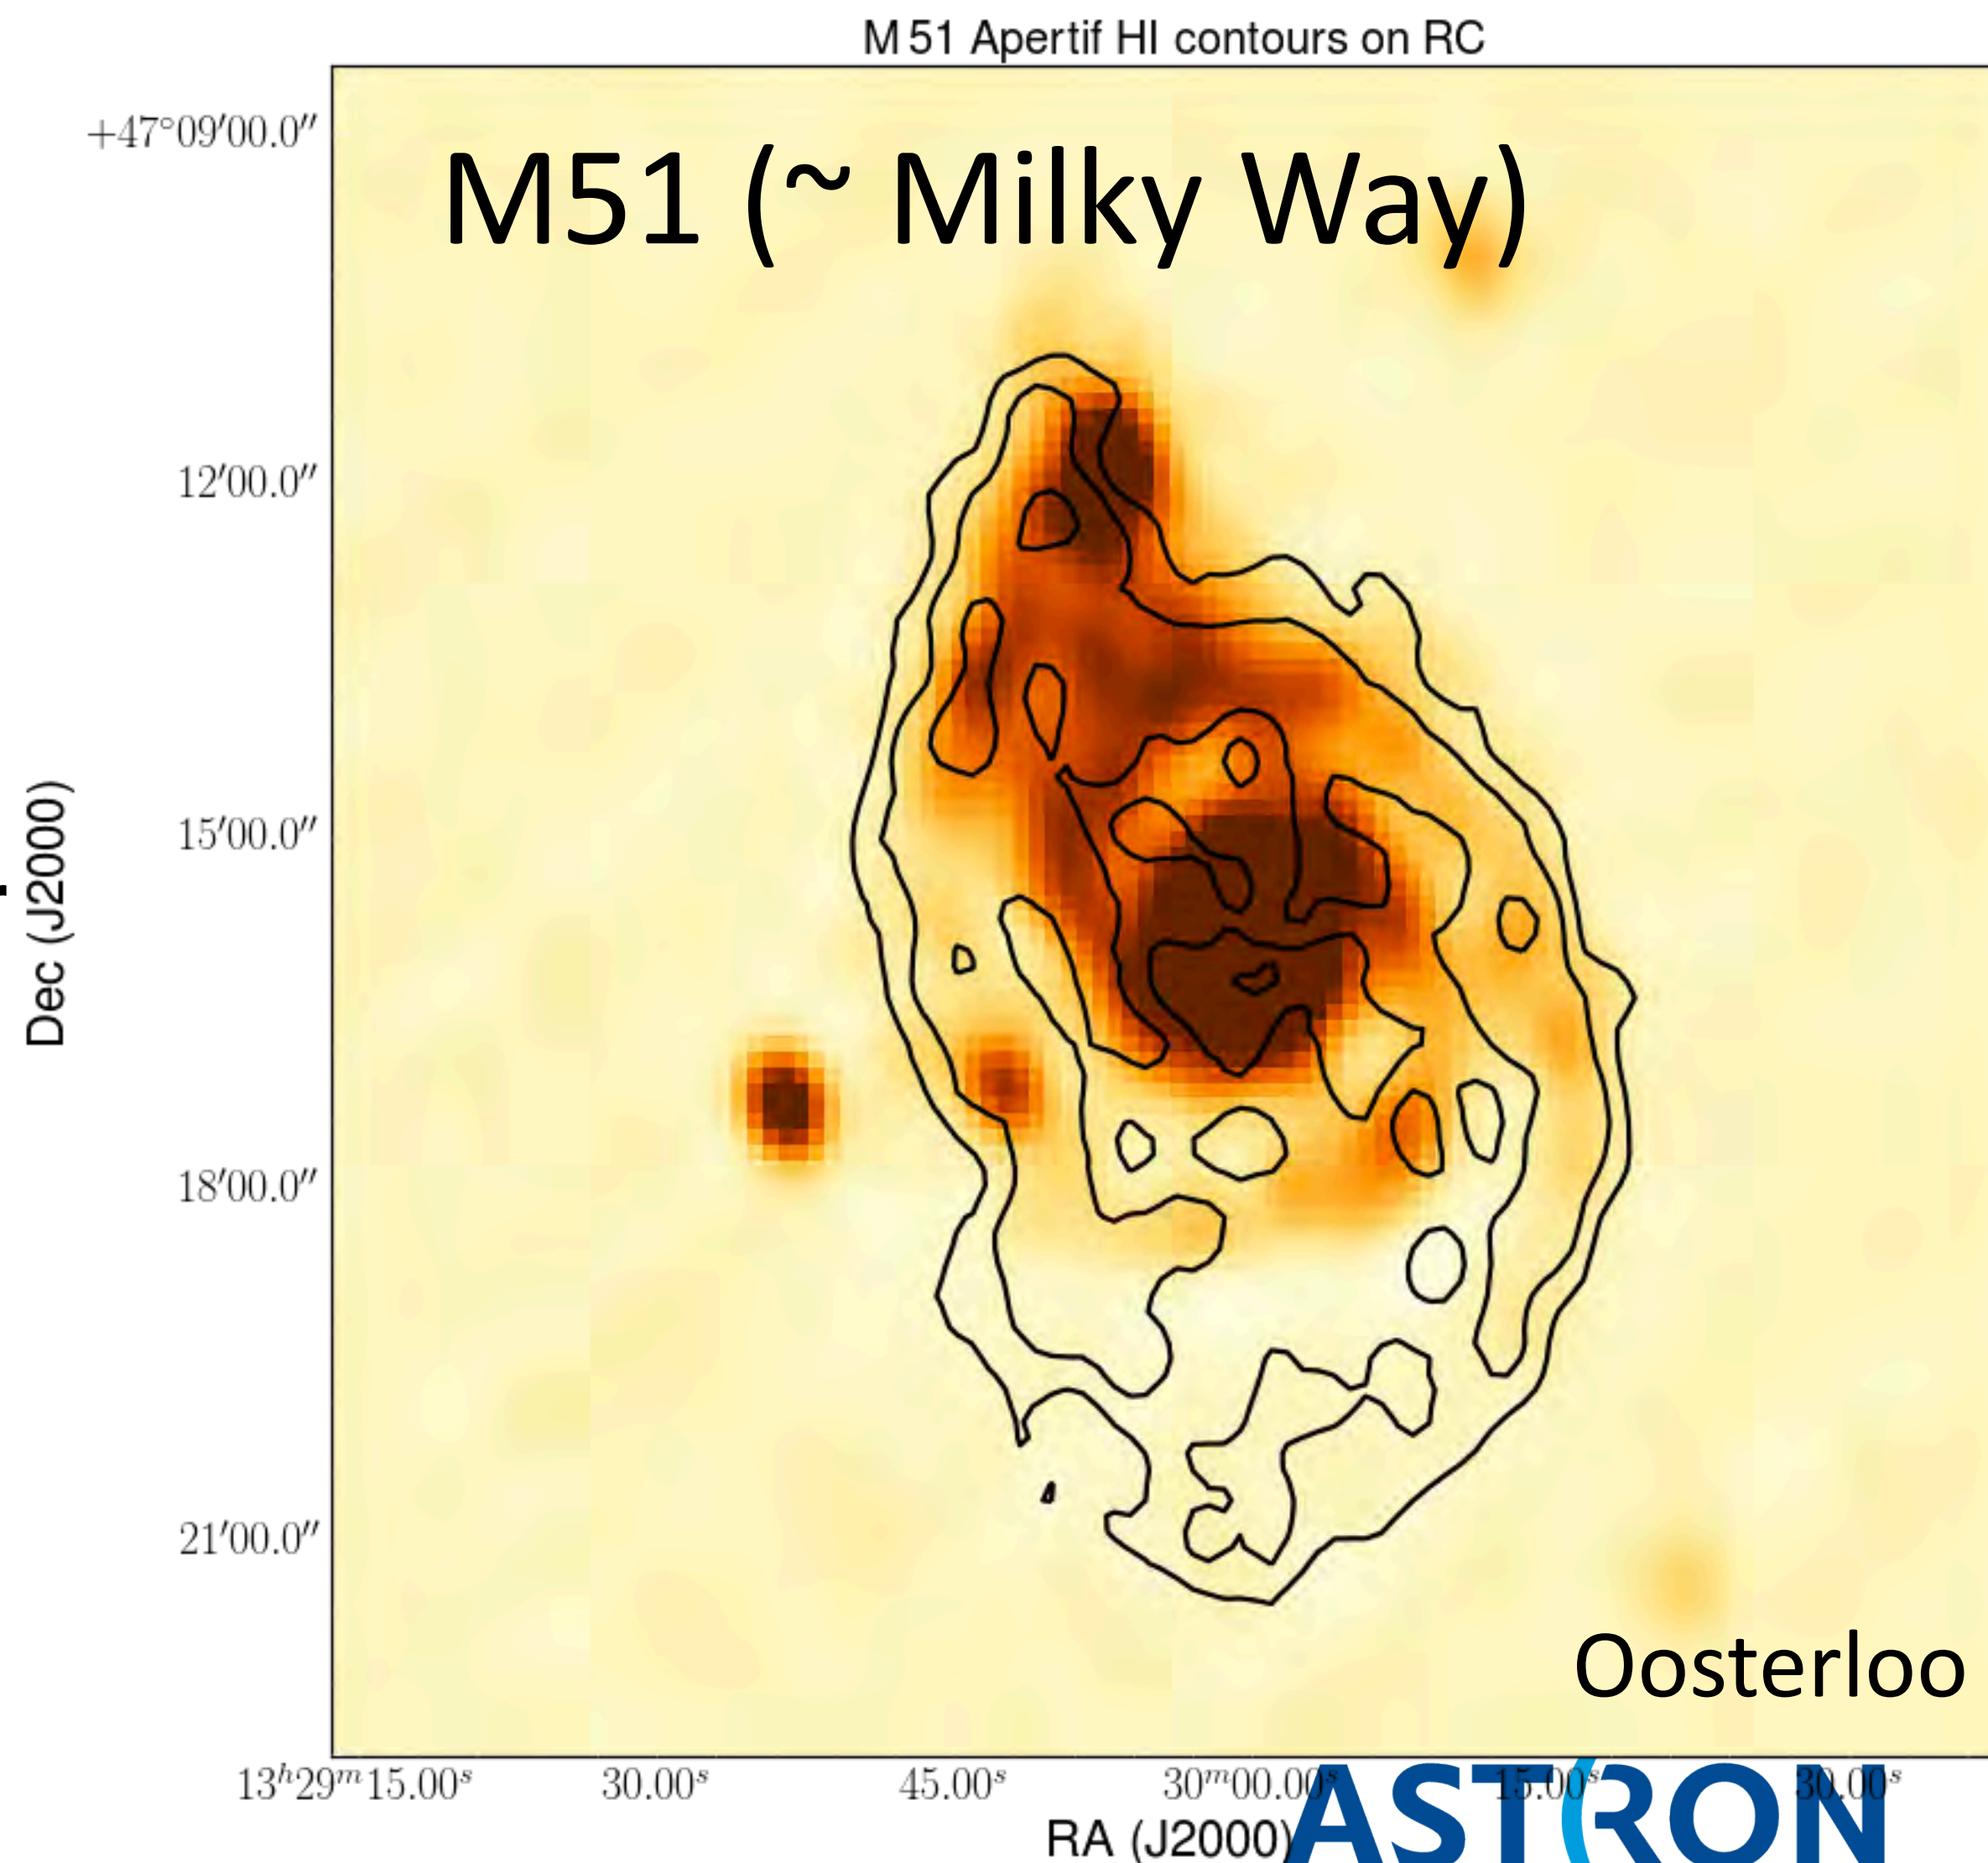 M 51 Apertif HI contours on RC
M51 (~ Milky Way)
+47°09′00.0″
12′00.0″
15′00.0″
18′00.0″
21′00.0″
Dec (J2000)
Oosterloo
13ʰ29ᵐ15.00ˢ 30.00ˢ 45.00ˢ 30ᵐ00.00ˢ 15.00ˢ 30.00ˢ
RA (J2000)
ASTRON